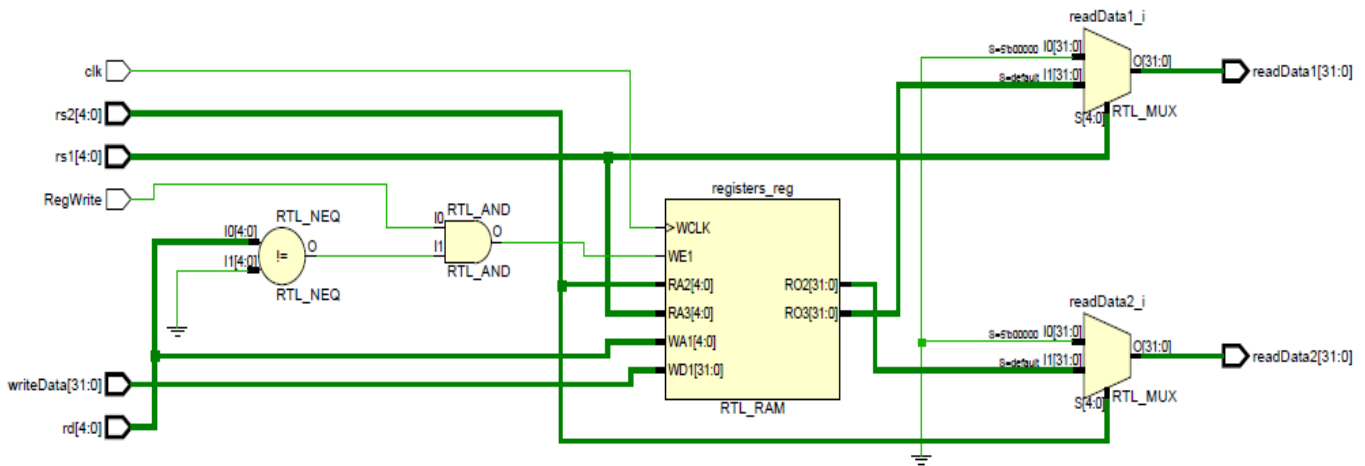 readData1_i
S=5'b00000 I0[31:0]
S=default I1[31:0]
O[31:0]
readData1[31:0]
S[4:0]
RTL_MUX
clk
rs2[4:0]
rs1[4:0]
RegWrite
RTL_NEQ
I0[4:0]
I1[4:0]
!=
O
RTL_NEQ
RTL_AND
I0
I1
O
RTL_AND
registers_reg
WCLK
WE1
RA2[4:0]
RA3[4:0]
WA1[4:0]
WD1[31:0]
RO2[31:0]
RO3[31:0]
RTL_RAM
readData2_i
S=5'b00000 I0[31:0]
S=default I1[31:0]
O[31:0]
readData2[31:0]
S[4:0]
RTL_MUX
writeData[31:0]
rd[4:0]